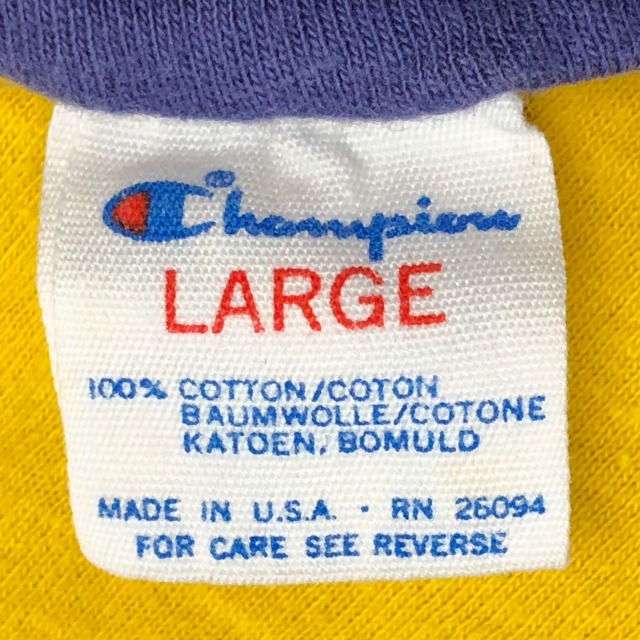 Champion®
LARGE
100% COTTON/COTON
BAUMWOLLE/COTONE
KATOEN, BOMULD
MADE IN U.S.A. · RN 26094
FOR CARE SEE REVERSE